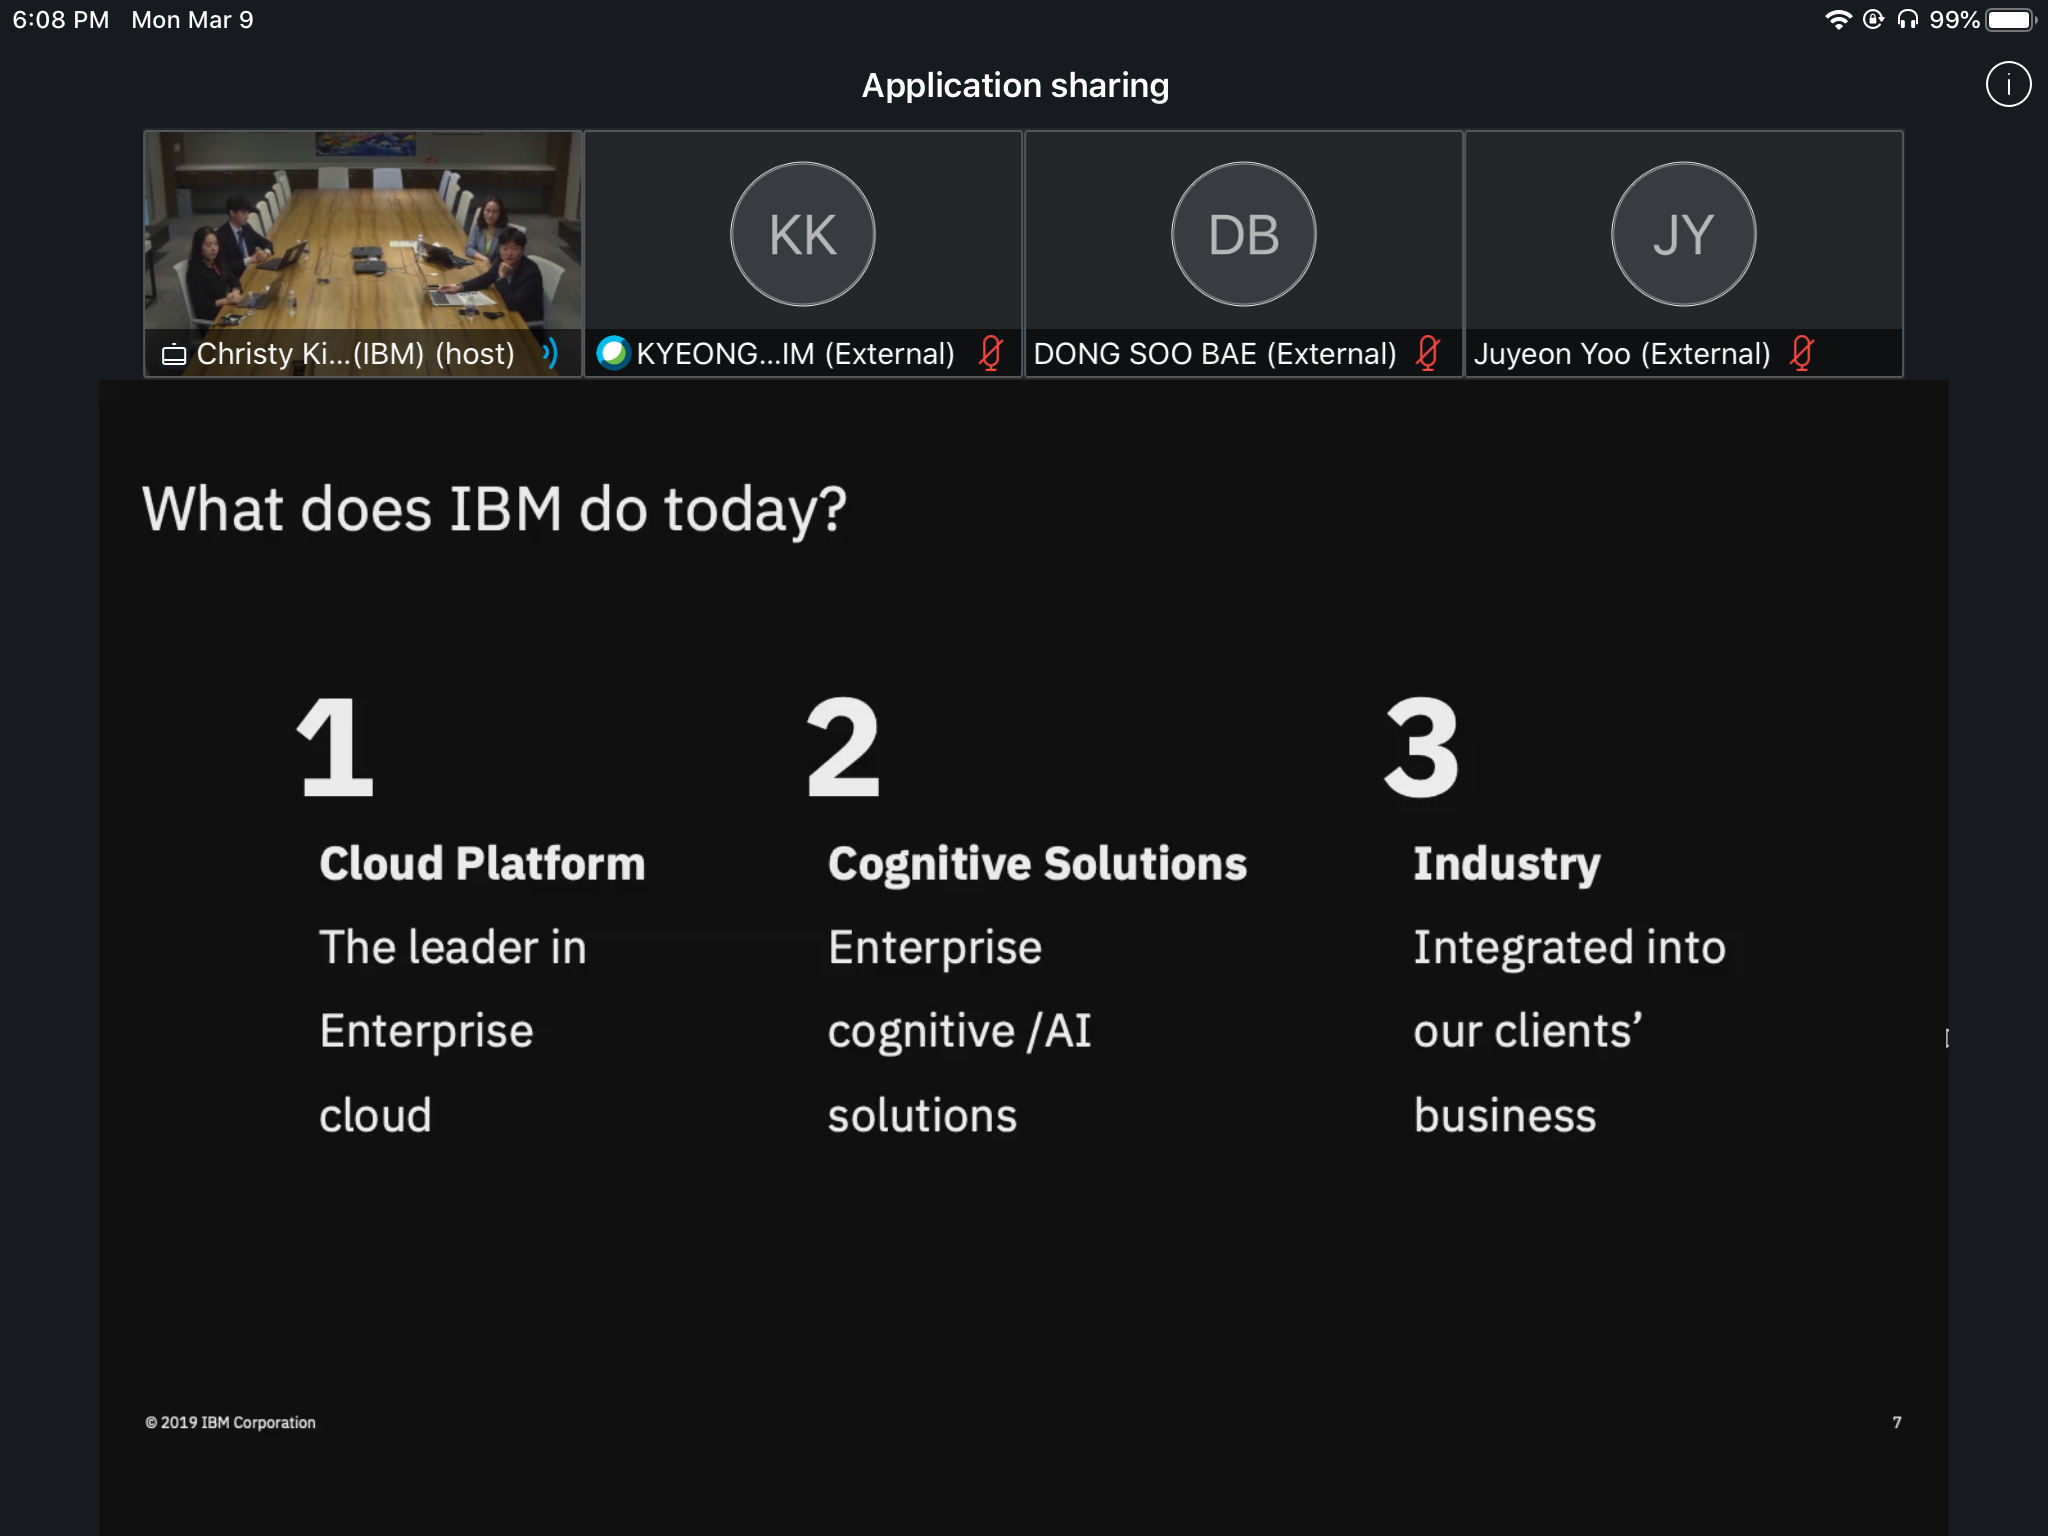 6:08 PM Mon Mar 9 99%
Application sharing
i
KK
DB
JY
Christy Ki...(IBM) (host)
KYEONG...IM (External)
DONG SOO BAE (External)
Juyeon Yoo (External)
What does IBM do today?
1
Cloud Platform
The leader in
Enterprise
cloud
2
Cognitive Solutions
Enterprise
cognitive /AI
solutions
3
Industry
Integrated into
our clients’
business
© 2019 IBM Corporation
7